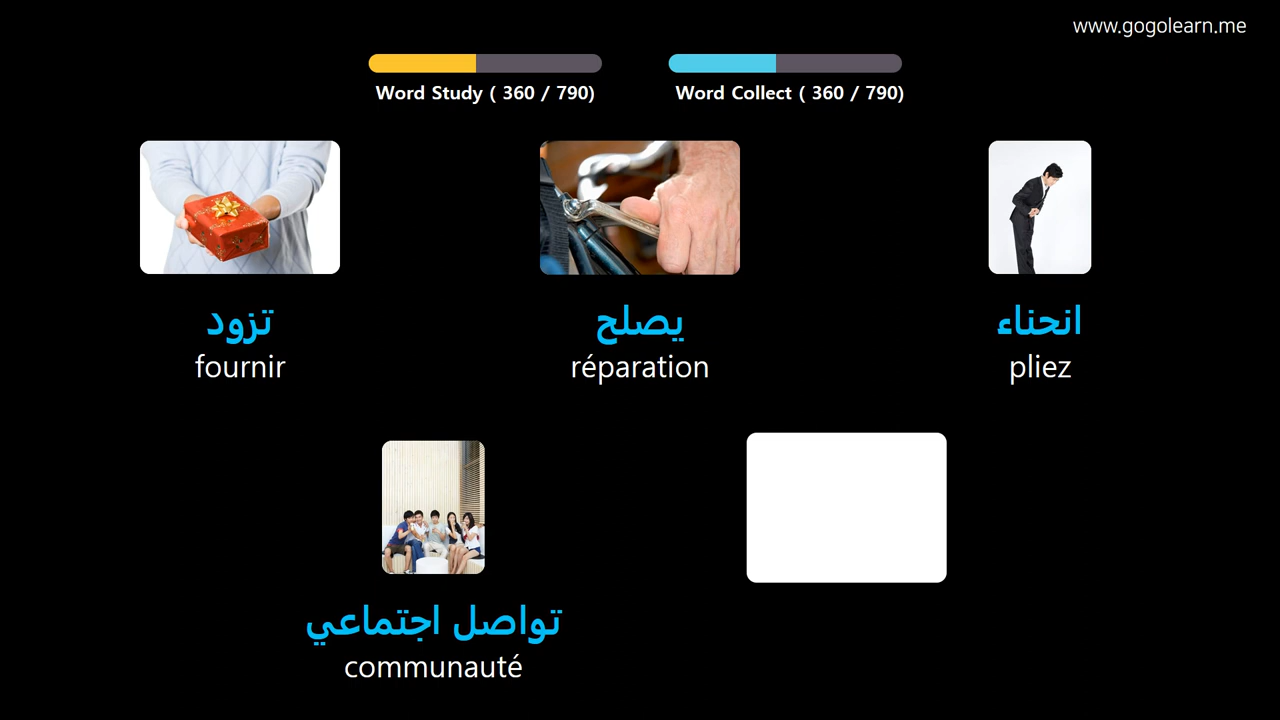 www.gogolearn.me
Word Study ( 360 / 790)
Word Collect ( 360 / 790)
تزود
fournir
يصلح
réparation
انحناء
pliez
تواصل اجتماعي
communauté